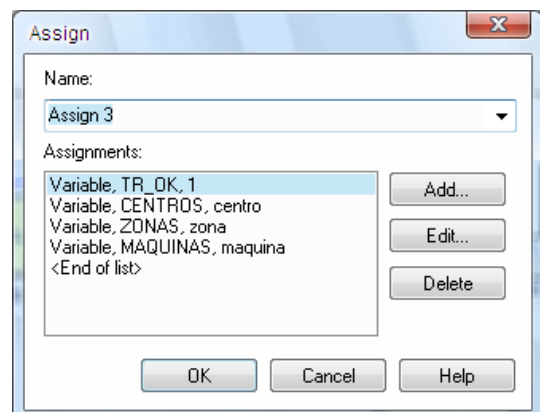 Assign
Name:
Assign 3
Assignments:
Variable, TR_OK, 1
Variable, CENTROS, centro
Variable, ZONAS, zona
Variable, MAQUINAS, maquina
<End of list>
Add...
Edit...
Delete
OK
Cancel
Help